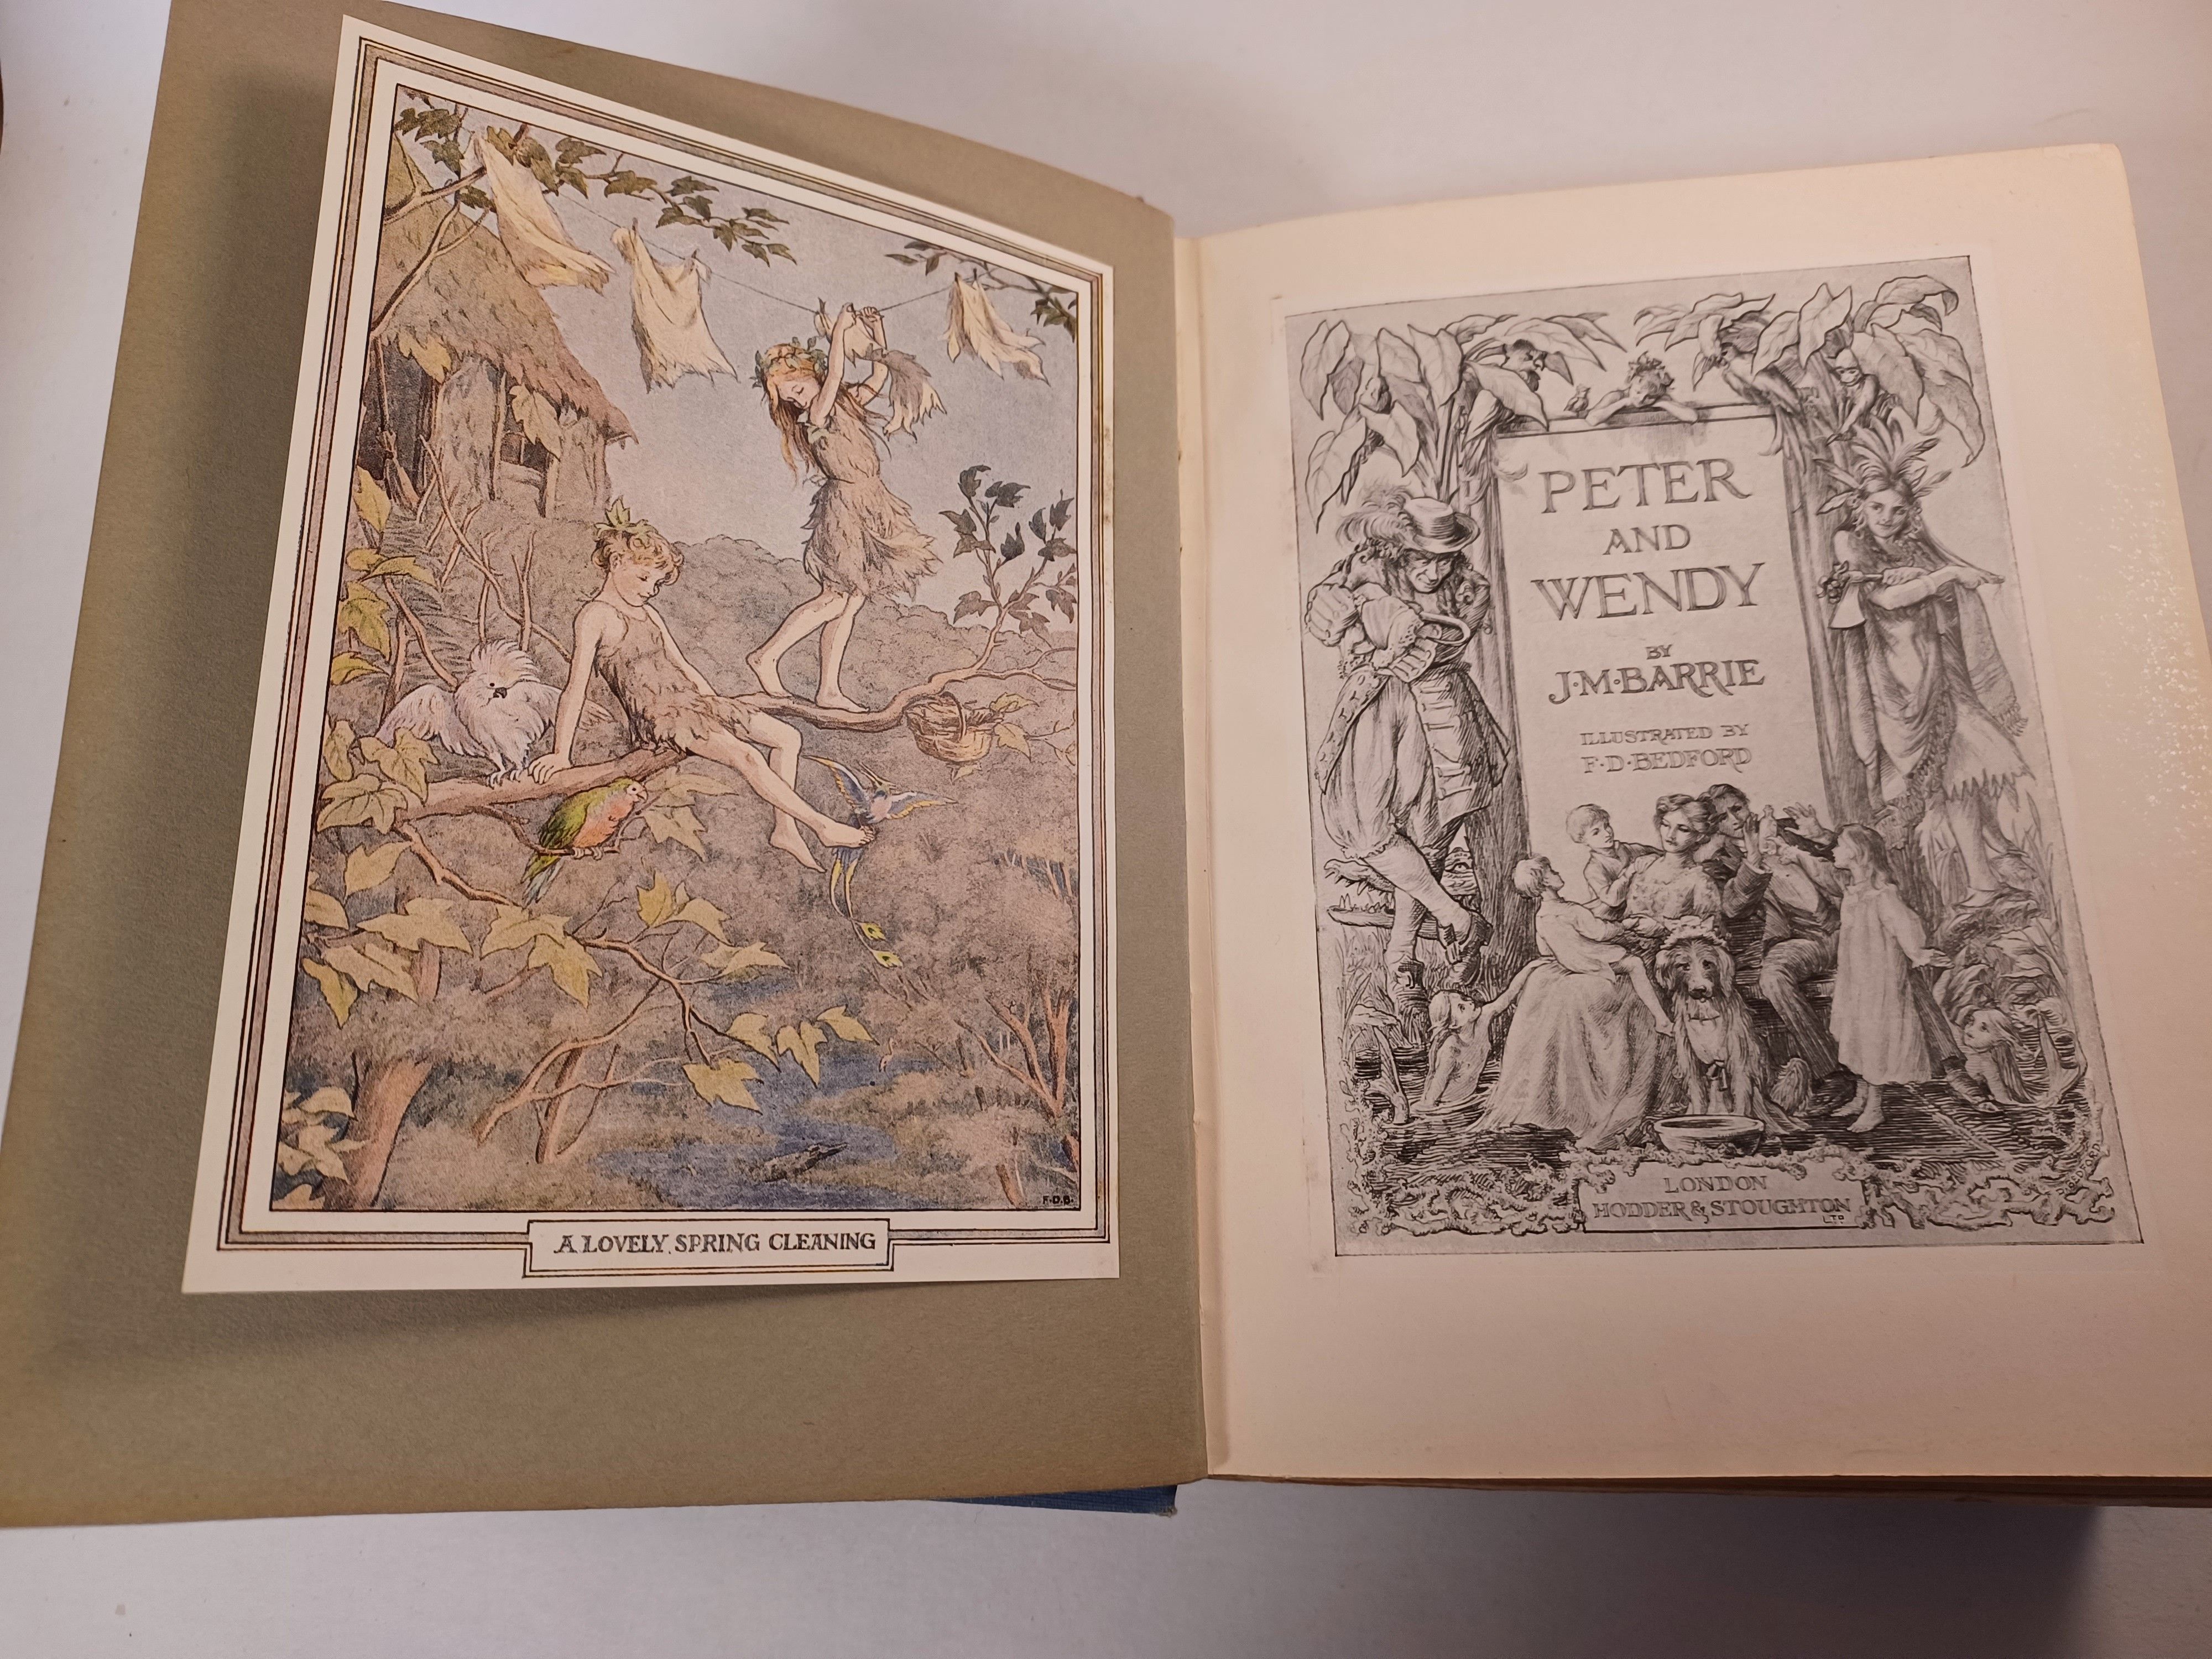 F.D.B.
A LOVELY SPRING CLEANING
PETER
AND
WENDY
BY
J·M·BARRIE
ILLUSTRATED BY
F·D·BEDFORD
LONDON
HODDER & STOUGHTON
LTD